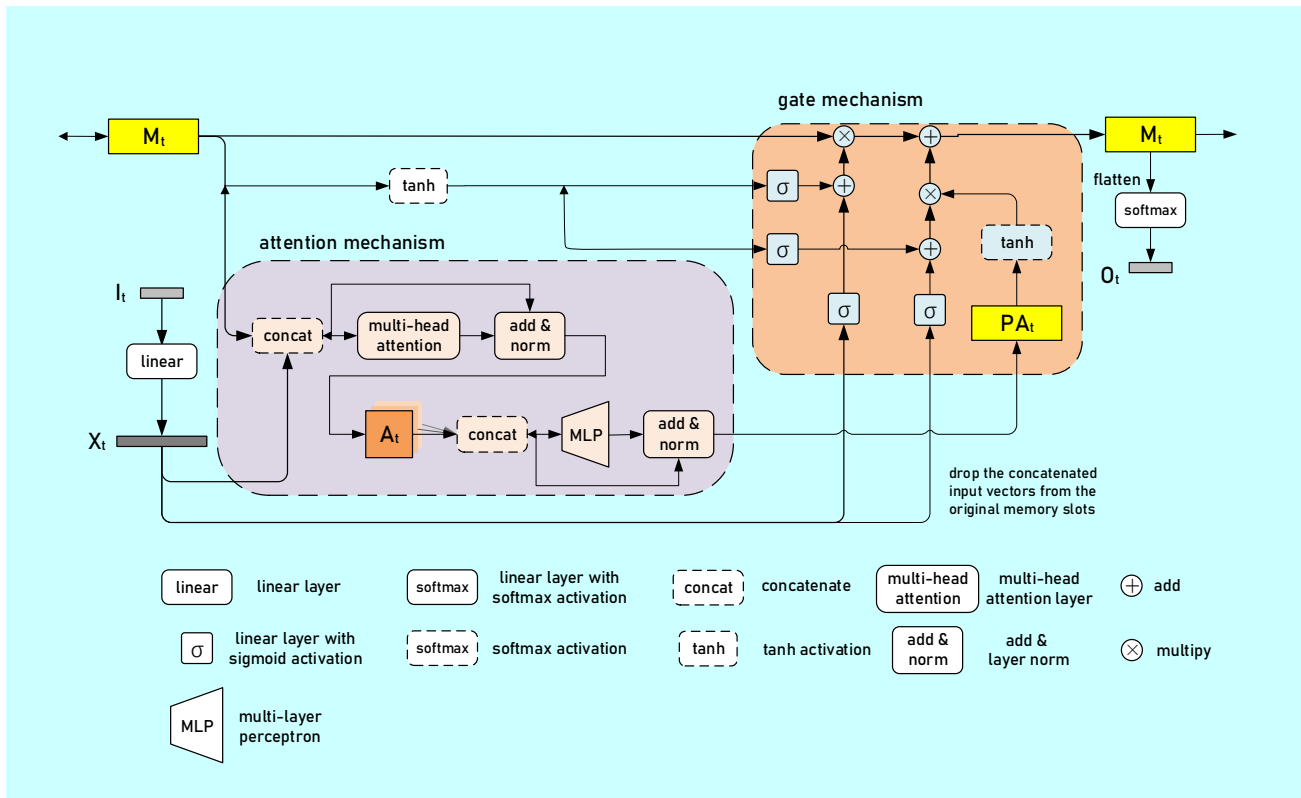 gate mechanism
Mt
×
+
Mt
tanh
σ
+
×
flatten
softmax
attention mechanism
σ
+
tanh
Ot
It
concat
multi-head
attention
add &
norm
σ
σ
PAt
linear
Xt
At
concat
MLP
add &
norm
drop the concatenated
input vectors from the
original memory slots
linear
linear layer
softmax
linear layer with
softmax activation
concat
concatenate
multi-head
attention
multi-head
attention layer
+
add
σ
linear layer with
sigmoid activation
softmax
softmax activation
tanh
tanh activation
add &
norm
add &
layer norm
×
multipy
MLP
multi-layer
perceptron